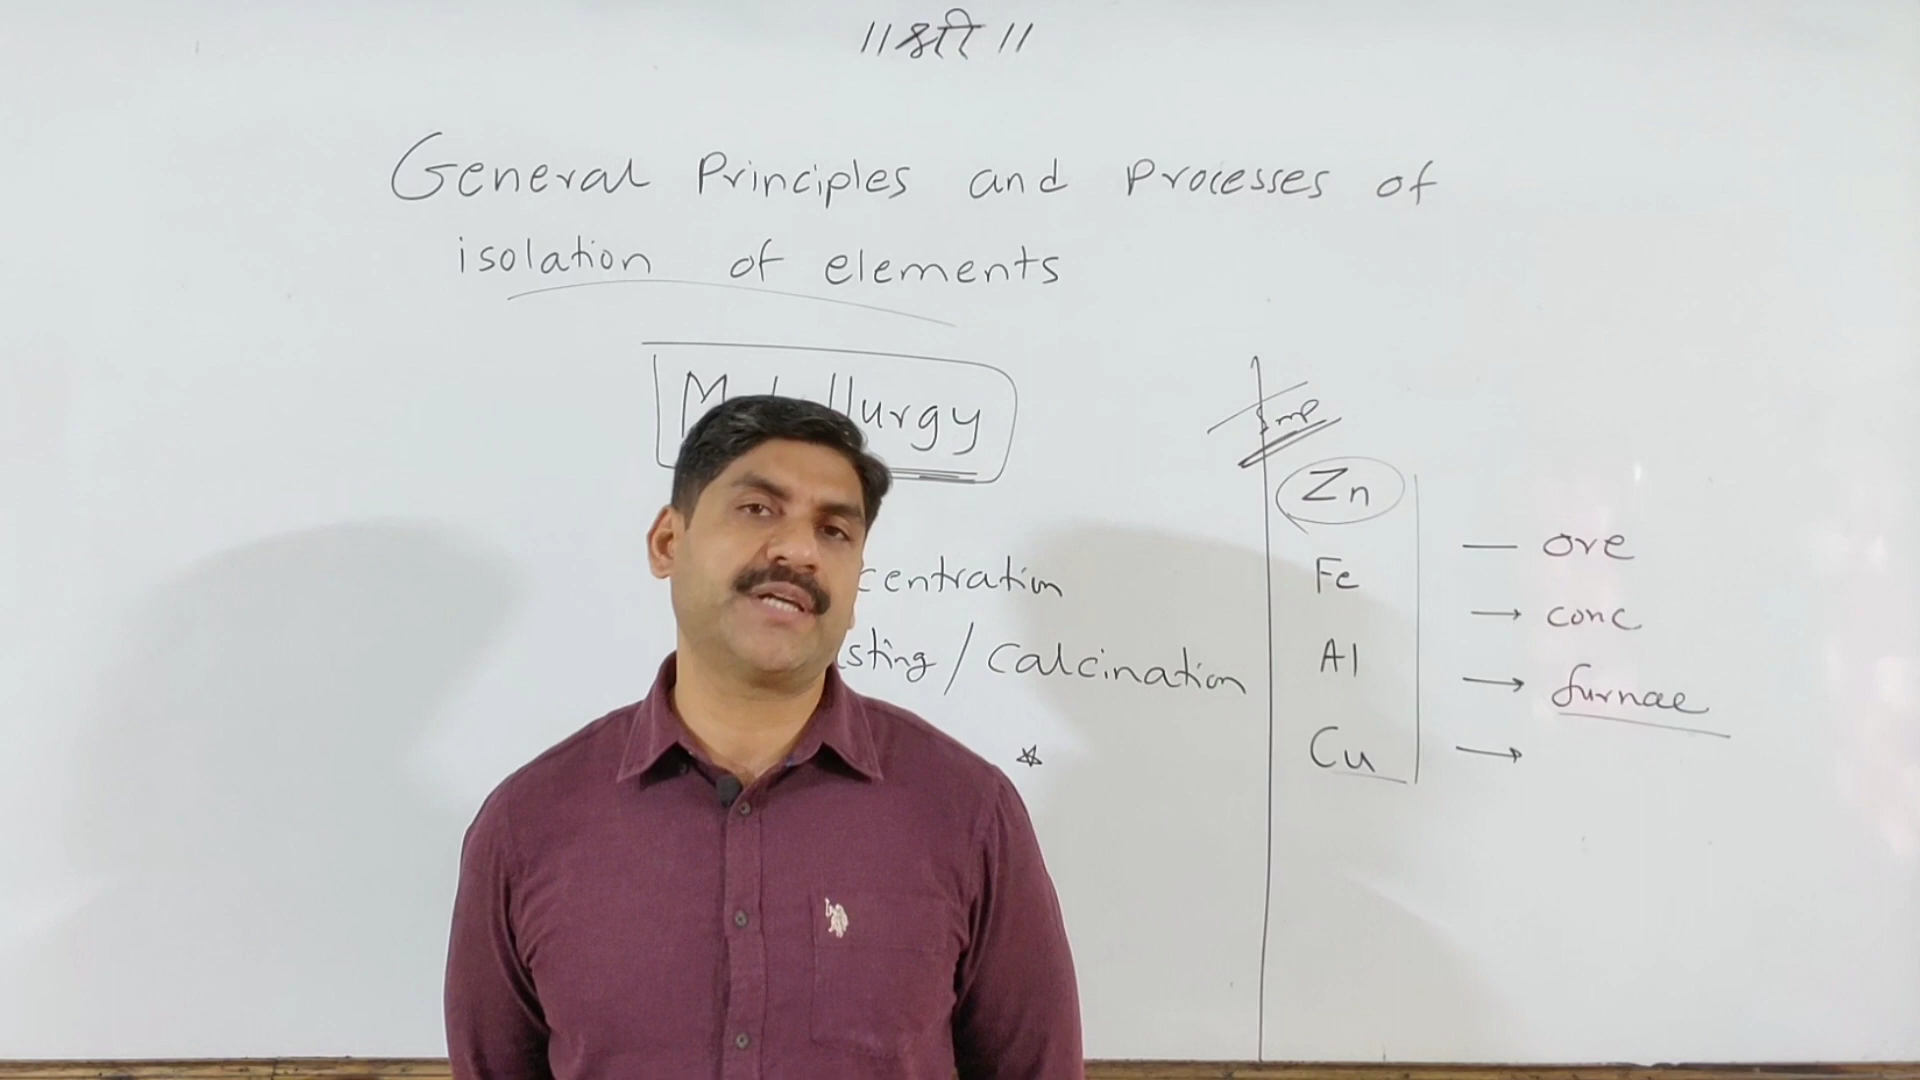 ॥ श्री ॥
General Principles and Processes of
isolation of elements
Metallurgy
centration
sting / Calcination
Imp
Zn
Fe
Al
Cu
— ore
→ conc
→ furnae
→